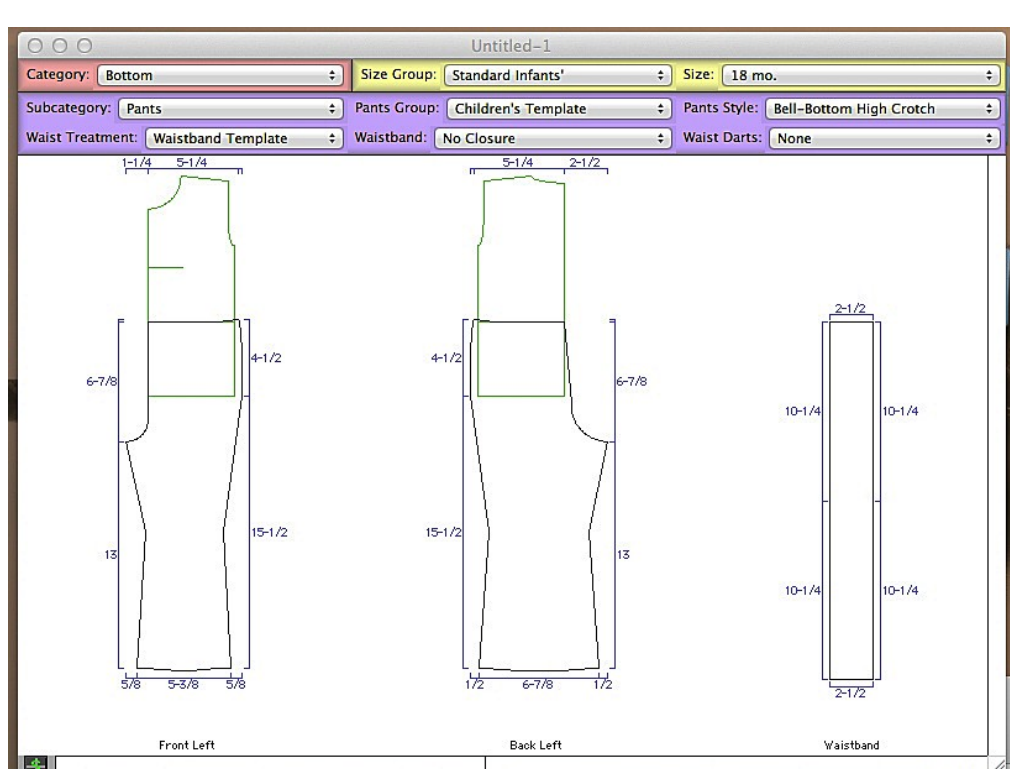 Untitled-1
Category: Bottom Size Group: Standard Infants' Size: 18 mo.
Subcategory: Pants Pants Group: Children's Template Pants Style: Bell-Bottom High Crotch
Waist Treatment: Waistband Template Waistband: No Closure Waist Darts: None
1-1/4 5-1/4 5-1/4 2-1/2
2-1/2
4-1/2 4-1/2
6-7/8 6-7/8
10-1/4 10-1/4
15-1/2 15-1/2
13 13
10-1/4 10-1/4
5/8 5-3/8 5/8 1/2 6-7/8 1/2
2-1/2
Front Left Back Left Waistband